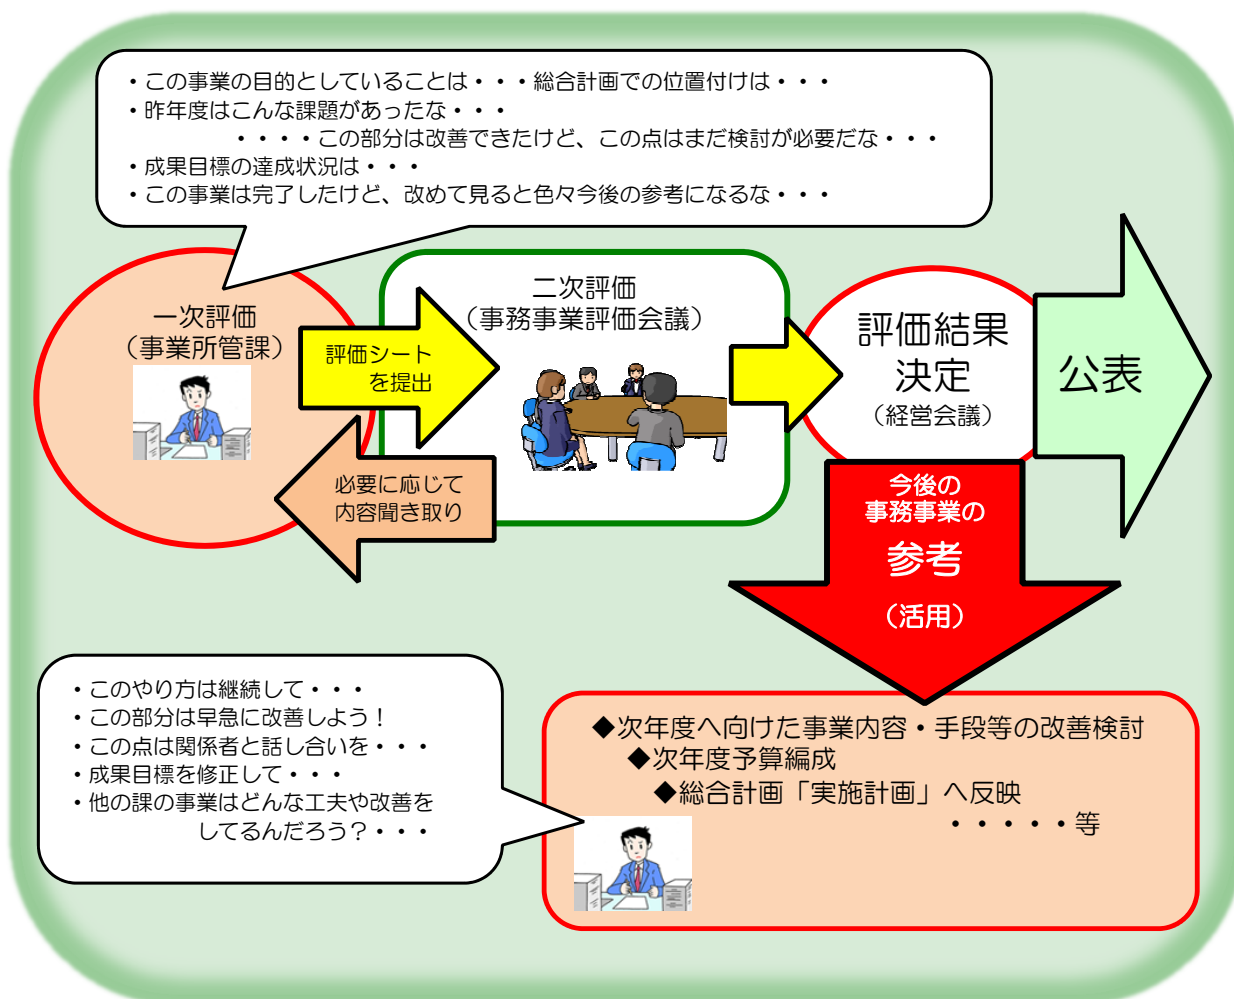 ・この事業の目的としていることは・・・総合計画での位置付けは・・・
・昨年度はこんな課題があったな・・・
・・・・この部分は改善できたけど、この点はまだ検討が必要だな・・・
・成果目標の達成状況は・・・
・この事業は完了したけど、改めて見ると色々今後の参考になるな・・・
一次評価
（事業所管課）
評価シート
を提出
二次評価
（事務事業評価会議）
必要に応じて
内容聞き取り
評価結果
決定
（経営会議）
公表
今後の
事務事業の
参考
（活用）
・このやり方は継続して・・・
・この部分は早急に改善しよう！
・この点は関係者と話し合いを・・・
・成果目標を修正して・・・
・他の課の事業はどんな工夫や改善を
してるんだろう？・・・
◆次年度へ向けた事業内容・手段等の改善検討
◆次年度予算編成
◆総合計画「実施計画」へ反映
・・・・・等